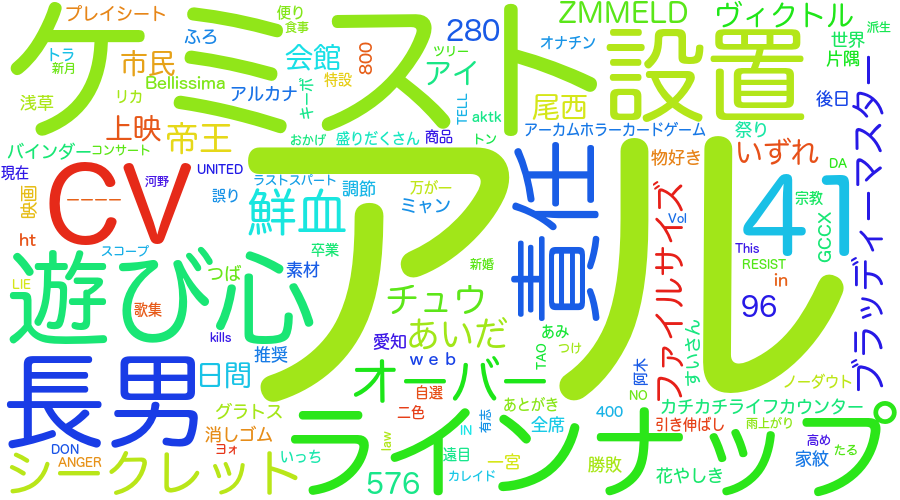 プレイシート
便り
食事
ZMMELD
ヴィクトル
派生
トラ
新月
ふろ
280
ツリー
オナチン
世界
片隅
ケミスト
設置
市民
会館
800
特設
アイ
Bellissima
浅草
リカ
アルカナ
キーボ
TELL
aktk
尾西
後日
上映
帝王
おかげ
盛りだくさん
商品
トン
アーカムホラーカードゲーム
祭り
バインダー
コンサート
物好き
いずれ
DA
現在
CV
河野
UNITED
ラストスパート
調節
万が一
ミャン
アル
責任
41
宗教
映画
ーーーー
誤り
鮮血
Vol
GCCX
ht
スコープ
卒業
新婚
This
RESIST
in
ファイルサイズ
ブラッディーマスター
LIE
遊び心
つば
素材
歌集
kills
チュウ
96
推奨
愛知
web
あいだ
あみ
つけ
TAO
すいさん
長男
日間
オーバー
自選
阿木
NO
ノーダウト
グラトス
二色
あとがき
400
カチカチライフカウンター
DON
ANGER
消しゴム
ヨォ
law
IN
有志
全席
引き伸ばし
雨上がり
高め
たる
シークレット
いっち
ラインナップ
遠目
一宮
576
カレイド
勝敗
花やしき
家紋